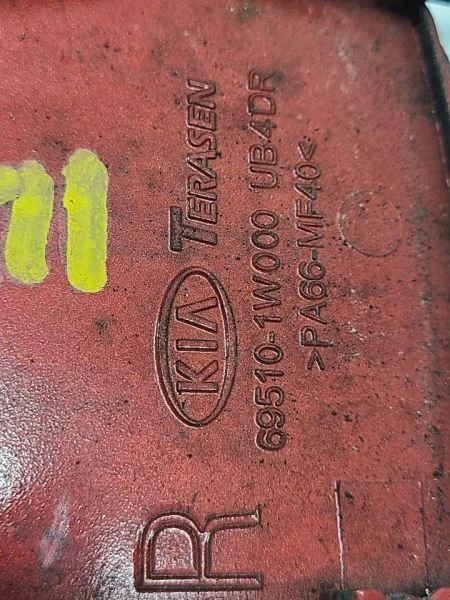 R
KIA TERASEN
69510-1W000 UB4DR
>PA66-MF40<